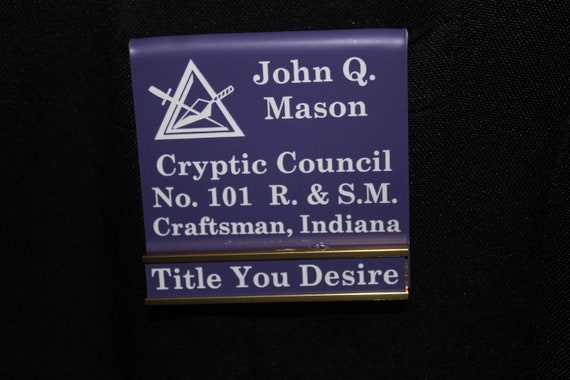 John Q.
Mason
Cryptic Council
No. 101 R. & S.M.
Craftsman, Indiana
Title You Desire